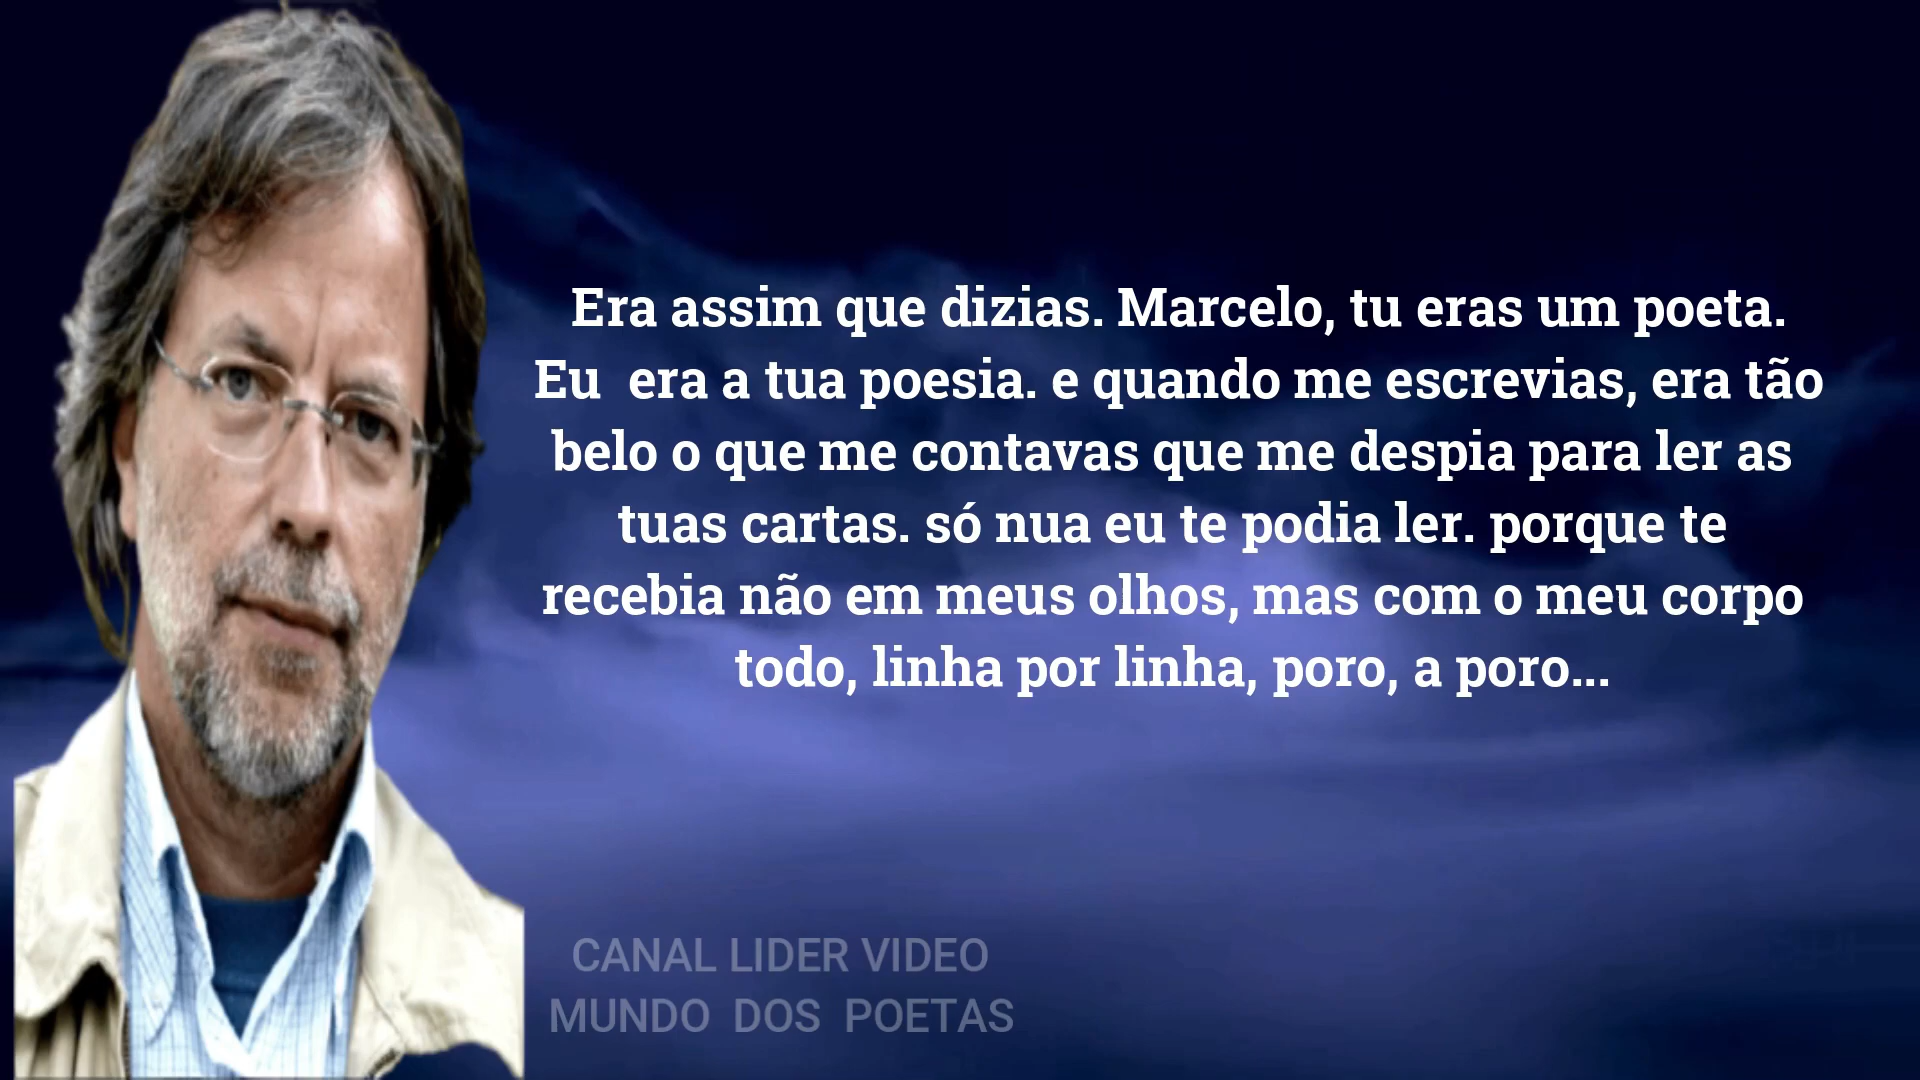 Era assim que dizias. Marcelo, tu eras um poeta.
Eu  era a tua poesia. e quando me escrevias, era tão
belo o que me contavas que me despia para ler as
tuas cartas. só nua eu te podia ler. porque te
recebia não em meus olhos, mas com o meu corpo
todo, linha por linha, poro, a poro...
CANAL LIDER VIDEO
MUNDO  DOS  POETAS